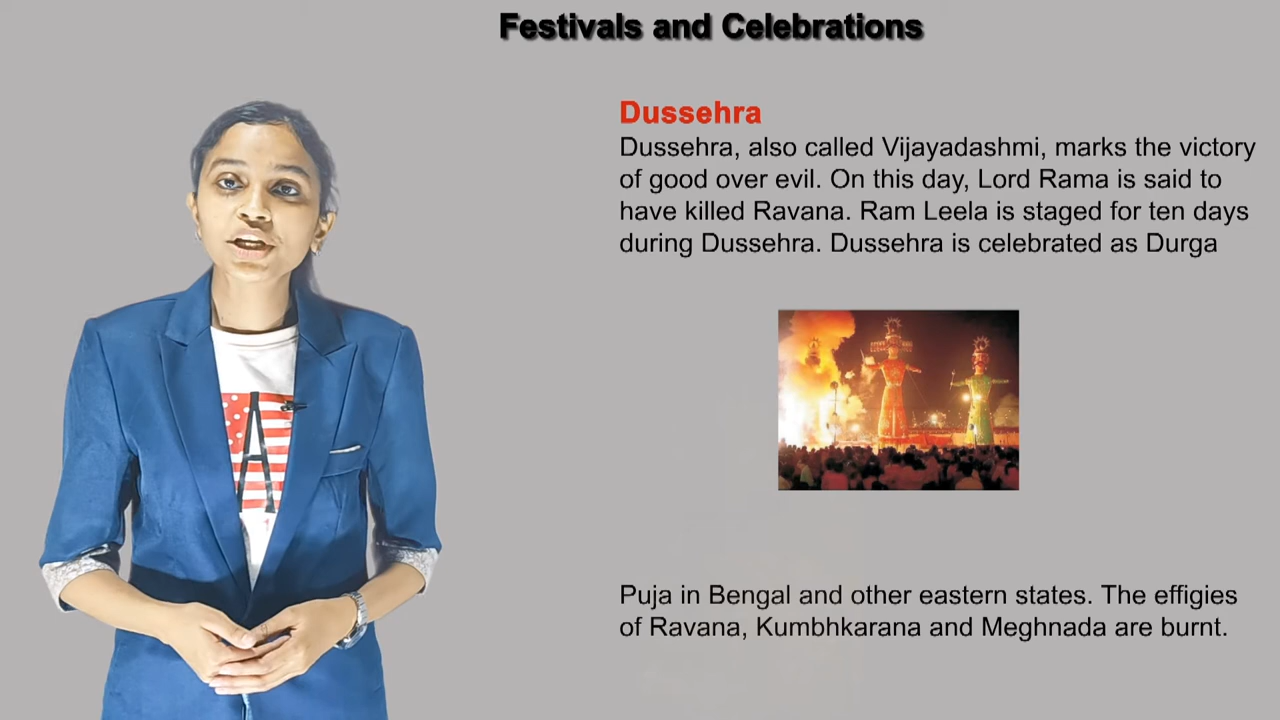 Festivals and Celebrations
Dussehra
Dussehra, also called Vijayadashmi, marks the victory
of good over evil. On this day, Lord Rama is said to
have killed Ravana. Ram Leela is staged for ten days
during Dussehra. Dussehra is celebrated as Durga
A
Puja in Bengal and other eastern states. The effigies
of Ravana, Kumbhkarana and Meghnada are burnt.